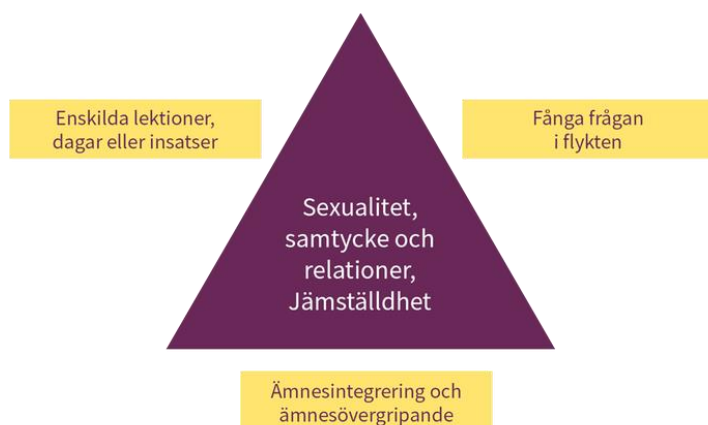 Enskilda lektioner,
dagar eller insatser
Fånga frågan
i flykten
Sexualitet,
samtycke och
relationer,
Jämställdhet
Ämnesintegrering och
ämnesövergripande